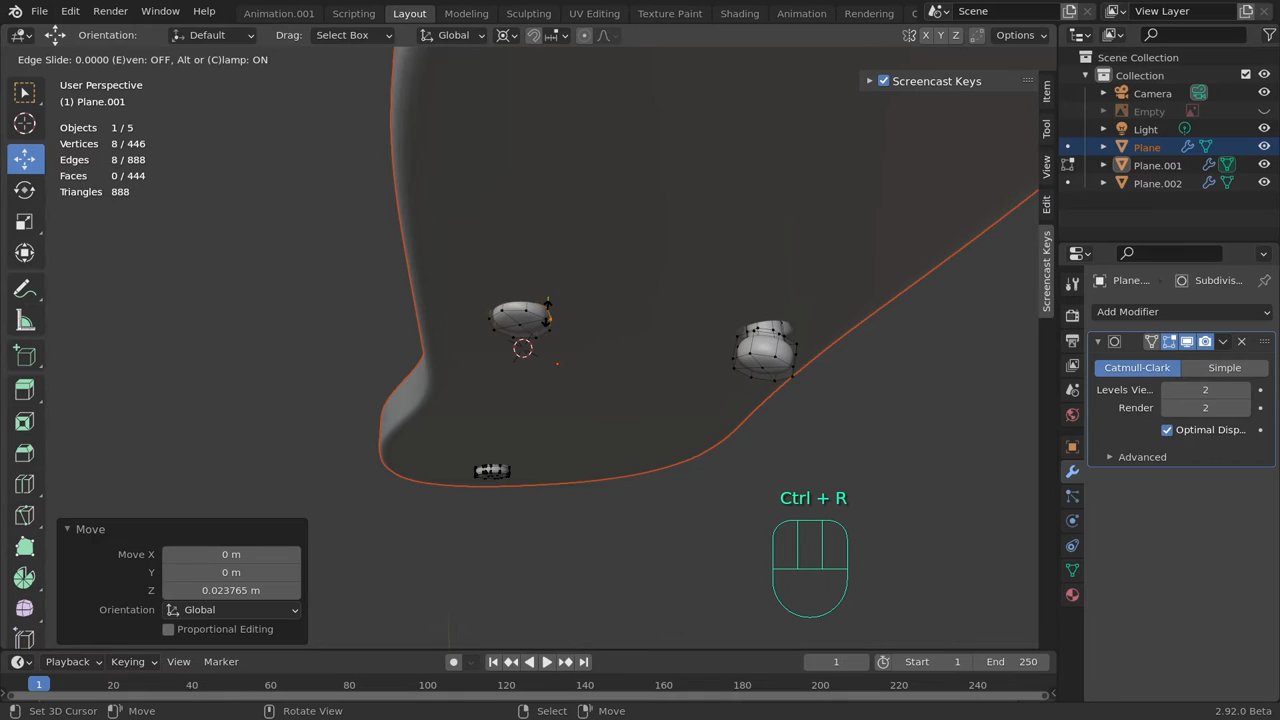 File Edit Render Window Help Animation.001 Scripting Layout Modeling Sculpting UV Editing Texture Paint Shading Animation Rendering Scene View Layer
Orientation: Default Drag: Select Box Global X Y Z Options
Edge Slide: 0.0000 (E)ven: OFF, Alt or (C)lamp: ON
User Perspective
(1) Plane.001
Objects 1 / 5
Vertices 8 / 446
Edges 8 / 888
Faces 0 / 444
Triangles 888
Screencast Keys
Item
Tool
View
Edit
Screencast Keys
Scene Collection
Collection
Camera
Empty
Light
Plane
Plane.001
Plane.002
Plane.... Subdivis...
Add Modifier
Catmull-Clark Simple
Levels Vie... 2
Render 2
Optimal Disp...
Advanced
Ctrl + R
Move
Move X 0 m
Y 0 m
Z 0.023765 m
Orientation Global
Proportional Editing
Playback Keying View Marker 1 Start 1 End 250
1 20 40 60 80 100 120 140 160 180 200 220 240
Set 3D Cursor Move Rotate View Select Move 2.92.0 Beta